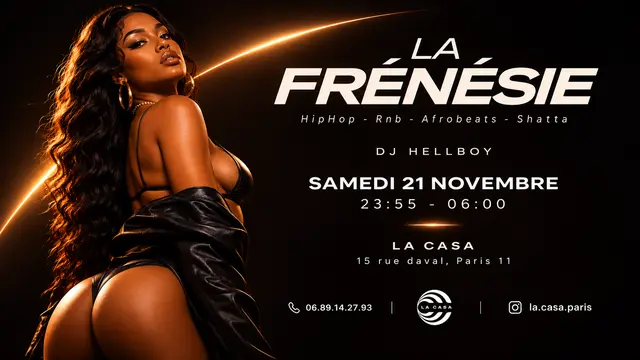 LA
FRÉNÉSIE
HipHop - Rnb - Afrobeats - Shatta
DJ HELLBOY
SAMEDI 21 NOVEMBRE
23:55 - 06:00
LA CASA
15 rue daval, Paris 11
06.89.14.27.93
LA CASA
la.casa.paris